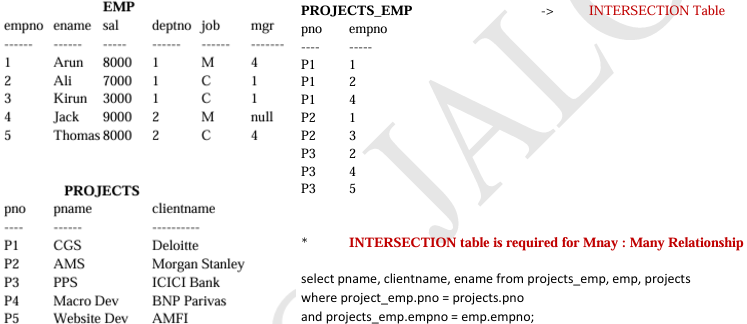 EMP
empno ename sal deptno job mgr
------ ------ ----- ------ ------ -------
1 Arun 8000 1 M 4
2 Ali 7000 1 C 1
3 Kirun 3000 1 C 1
4 Jack 9000 2 M null
5 Thomas 8000 2 C 4
PROJECTS
pno pname clientname
---- ------ ----------
P1 CGS Deloitte
P2 AMS Morgan Stanley
P3 PPS ICICI Bank
P4 Macro Dev BNP Parivas
P5 Website Dev AMFI
PROJECTS_EMP -> INTERSECTION Table
pno empno
---- -----
P1 1
P1 2
P1 4
P2 1
P2 3
P3 2
P3 4
P3 5
* INTERSECTION table is required for Mnay : Many Relationship
select pname, clientname, ename from projects_emp, emp, projects
where project_emp.pno = projects.pno
and projects_emp.empno = emp.empno;
JALC